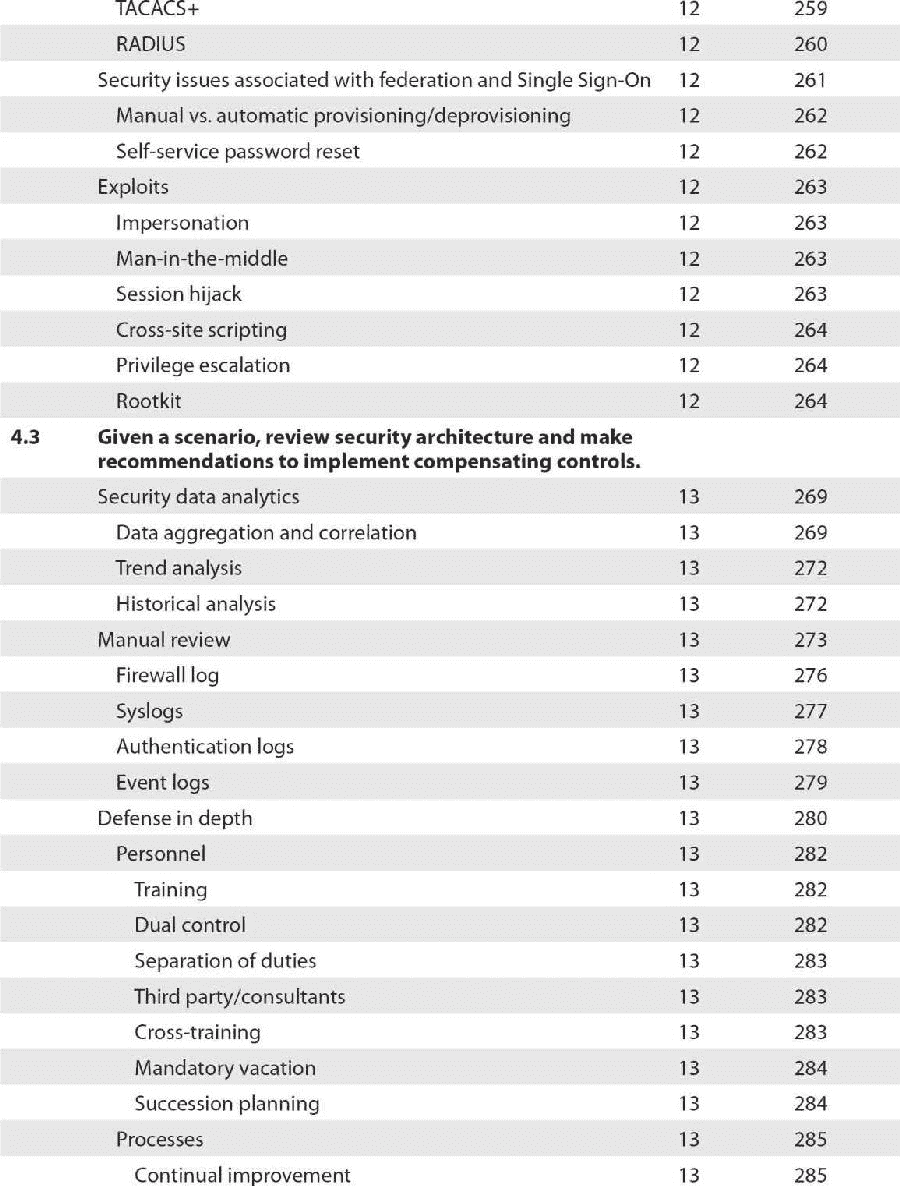 TACACS+ 12 259
RADIUS 12 260
Security issues associated with federation and Single Sign-On 12 261
Manual vs. automatic provisioning/deprovisioning 12 262
Self-service password reset 12 262
Exploits 12 263
Impersonation 12 263
Man-in-the-middle 12 263
Session hijack 12 263
Cross-site scripting 12 264
Privilege escalation 12 264
Rootkit 12 264
4.3 Given a scenario, review security architecture and make
recommendations to implement compensating controls.
Security data analytics 13 269
Data aggregation and correlation 13 269
Trend analysis 13 272
Historical analysis 13 272
Manual review 13 273
Firewall log 13 276
Syslogs 13 277
Authentication logs 13 278
Event logs 13 279
Defense in depth 13 280
Personnel 13 282
Training 13 282
Dual control 13 282
Separation of duties 13 283
Third party/consultants 13 283
Cross-training 13 283
Mandatory vacation 13 284
Succession planning 13 284
Processes 13 285
Continual improvement 13 285